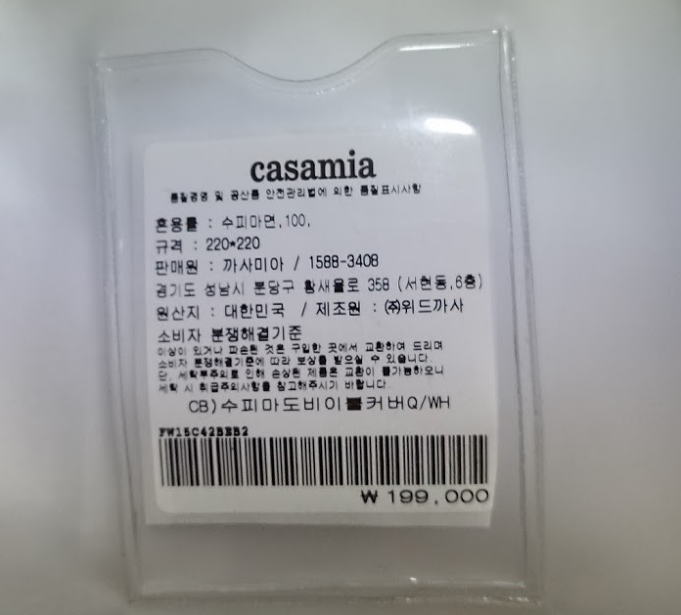 casamia
품질경영 및 공산품 안전관리법에 의한 품질표시사항
혼용률 : 수피마면,100,
규격 : 220*220
판매원 : 까사미아 / 1588-3408
경기도 성남시 분당구 황새울로 358 (서현동,6층)
원산지 : 대한민국 / 제조원 : ㈜위드까사
소비자 분쟁해결기준
이상이 있거나 파손된 것은 구입한 곳에서 교환하여 드리며
소비자 분쟁해결기준에 따라 보상을 받으실 수 있습니다.
단, 세탁부주의로 인해 손상된 제품은 교환이 불가능하오니
세탁 시 취급주의사항을 참고해주시기 바랍니다.
CB)수피마도비이불커버Q/WH
FW15C42BEB2
₩ 199,000